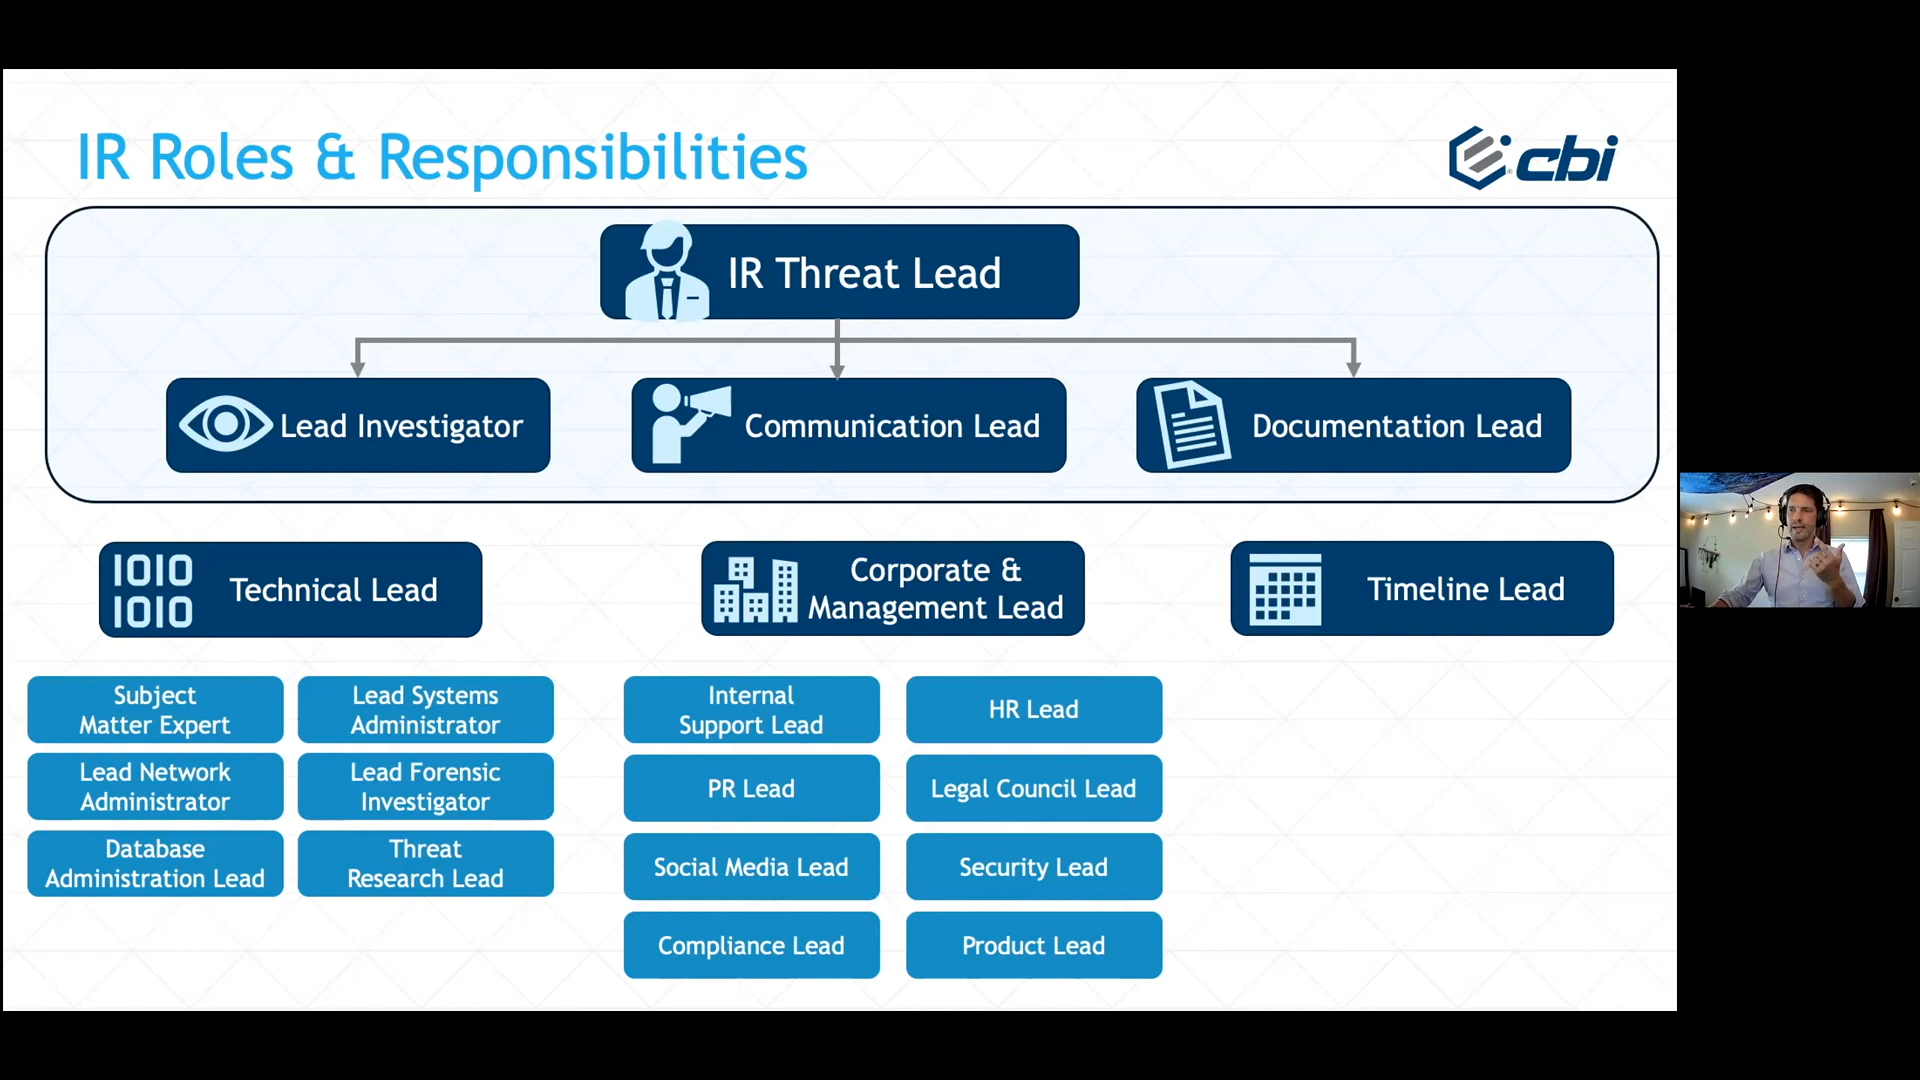 IR Roles & Responsibilities
cbi
IR Threat Lead
Lead Investigator
Communication Lead
Documentation Lead
IOIO
IOIO
Technical Lead
Corporate &
Management Lead
Timeline Lead
Subject
Matter Expert
Lead Systems
Administrator
Lead Network
Administrator
Lead Forensic
Investigator
Database
Administration Lead
Threat
Research Lead
Internal
Support Lead
HR Lead
PR Lead
Legal Council Lead
Social Media Lead
Security Lead
Compliance Lead
Product Lead